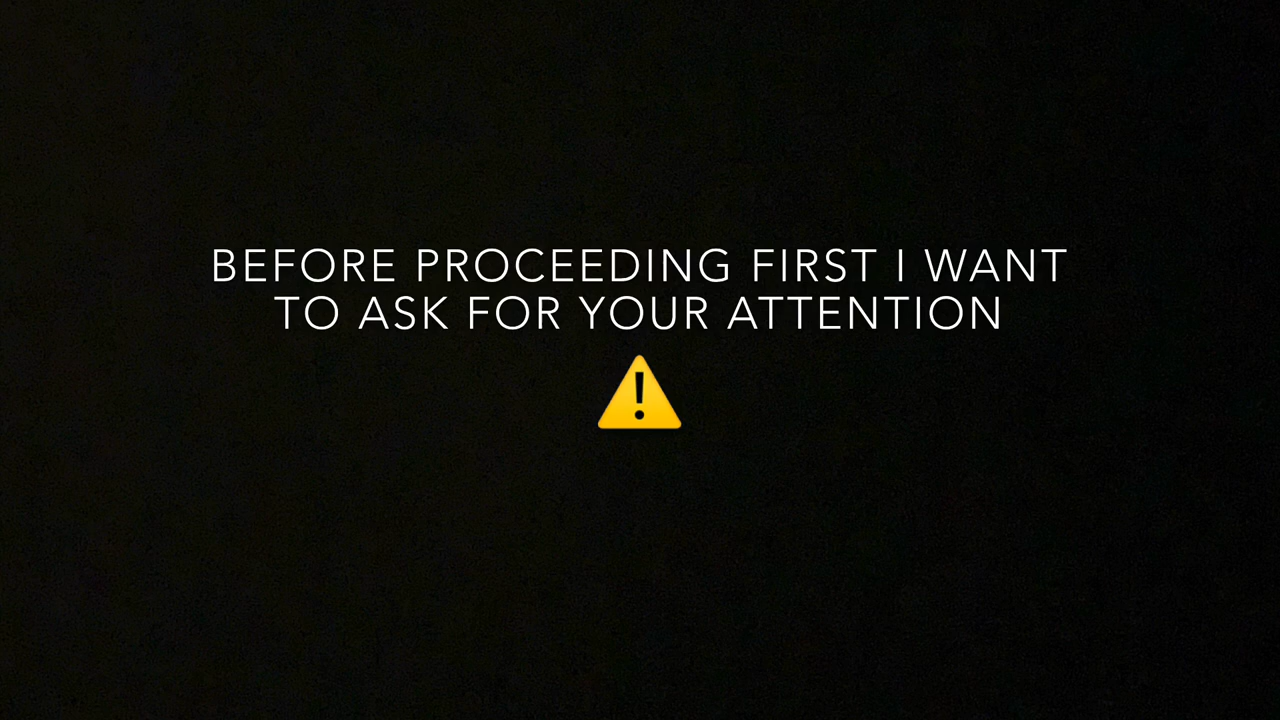 BEFORE PROCEEDING FIRST I WANT
TO ASK FOR YOUR ATTENTION
⚠️